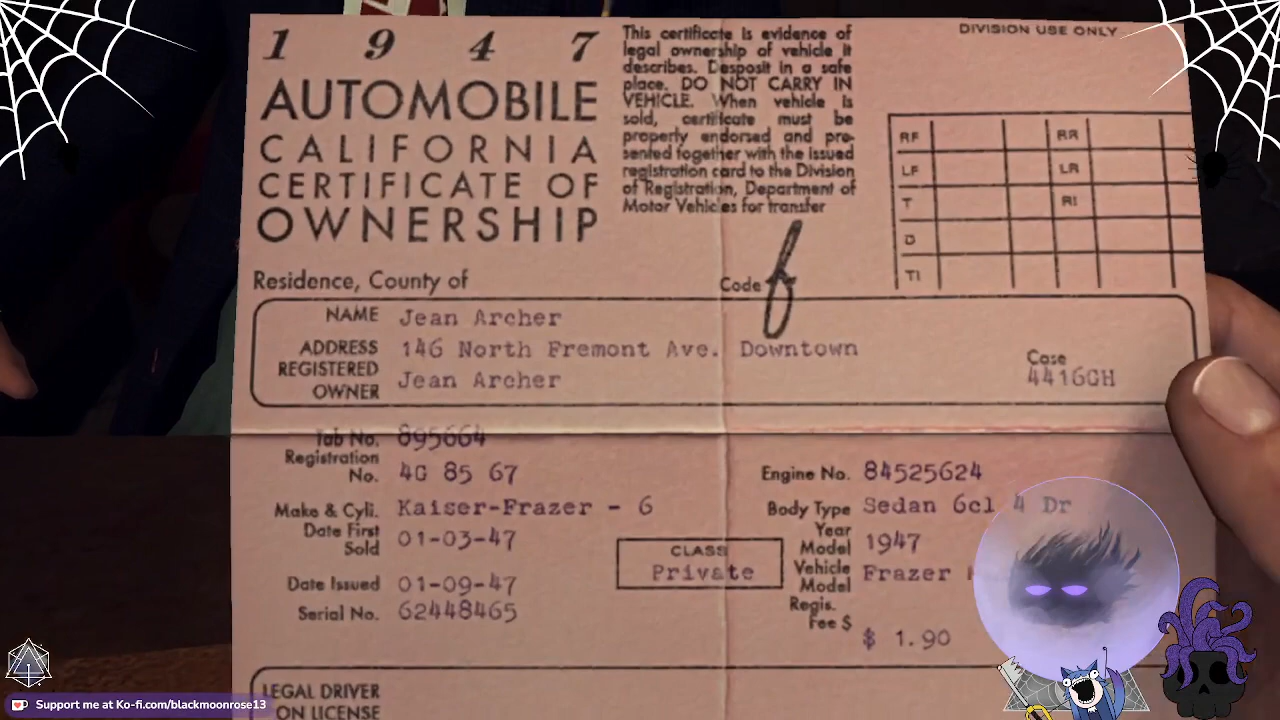 1 9 4 7
AUTOMOBILE
CALIFORNIA
CERTIFICATE OF
OWNERSHIP
This certificate is evidence of
legal ownership of vehicle it
describes. Desposit in a safe
place. DO NOT CARRY IN
VEHICLE. When vehicle is
sold, certificate must be
properly endorsed and pre-
sented together with the issued
registration card to the Division
of Registration, Department of
Motor Vehicles for transfer
DIVISION USE ONLY
RF RR
LF LR
T RI
D
TI
Residence, County of
Code
NAME Jean Archer
ADDRESS 146 North Fremont Ave. Downtown
REGISTERED
OWNER Jean Archer
Case
4416GH
Tab No. 895664
Registration
No. 4G 85 67
Make & Cyli. Kaiser-Frazer - 6
Date First
Sold 01-03-47
Date Issued 01-09-47
Serial No. 62448465
CLASS
Private
Engine No. 84525624
Body Type Sedan 6cl 4 Dr
Year
Model 1947
Vehicle
Model Frazer
Regis.
Fee $
$ 1.90
LEGAL DRIVER
ON LICENSE
Support me at Ko-fi.com/blackmoonrose13